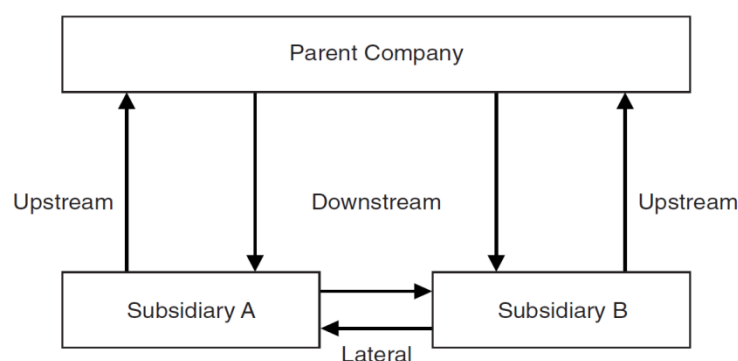 Parent Company
Upstream
Downstream
Upstream
Subsidiary A
Subsidiary B
Lateral